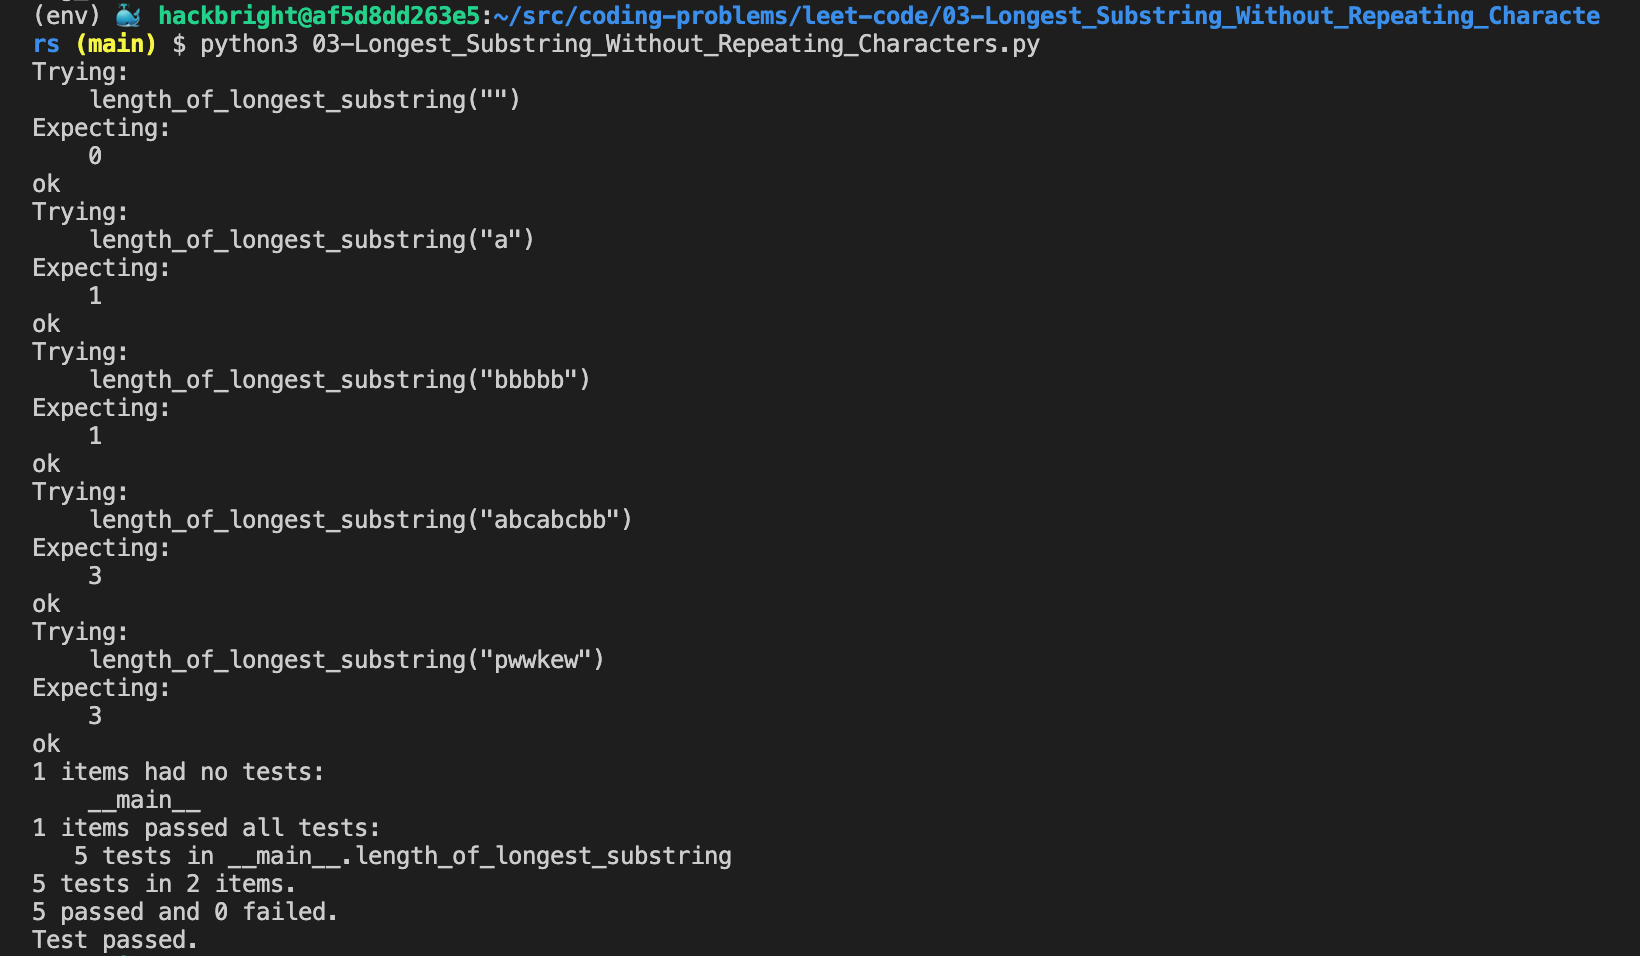 (env) 🐳 hackbright@af5d8dd263e5:~/src/coding-problems/leet-code/03-Longest_Substring_Without_Repeating_Characte
rs (main) $ python3 03-Longest_Substring_Without_Repeating_Characters.py
Trying:
    length_of_longest_substring("")
Expecting:
    0
ok
Trying:
    length_of_longest_substring("a")
Expecting:
    1
ok
Trying:
    length_of_longest_substring("bbbbb")
Expecting:
    1
ok
Trying:
    length_of_longest_substring("abcabcbb")
Expecting:
    3
ok
Trying:
    length_of_longest_substring("pwwkew")
Expecting:
    3
ok
1 items had no tests:
    __main__
1 items passed all tests:
   5 tests in __main__.length_of_longest_substring
5 tests in 2 items.
5 passed and 0 failed.
Test passed.